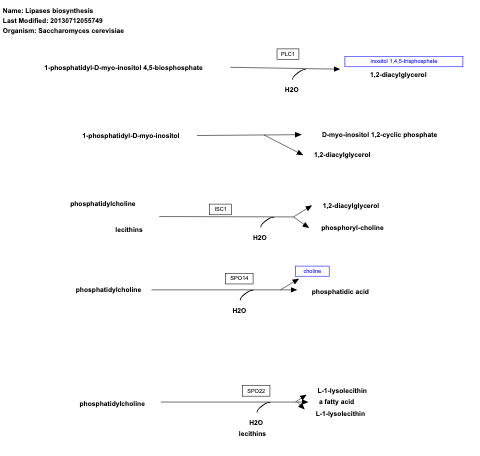 Name: Lipases biosynthesis
Last Modified: 20130712055749
Organism: Saccharomyces cerevisiae
PLC1
1-phosphatidyl-D-myo-inositol 4,5-biosphosphate
inositol 1,4,5-trisphosphate
1,2-diacylglycerol
H2O
1-phosphatidyl-D-myo-inositol
D-myo-inositol 1,2-cyclic phosphate
1,2-diacylglycerol
phosphatidylcholine
ISC1
1,2-diacylglycerol
lecithins
H2O
phosphoryl-choline
SPO14
choline
phosphatidylcholine
phosphatidic acid
H2O
SPO22
L-1-lysolecithin
phosphatidylcholine
a fatty acid
L-1-lysolecithin
H2O
lecithins